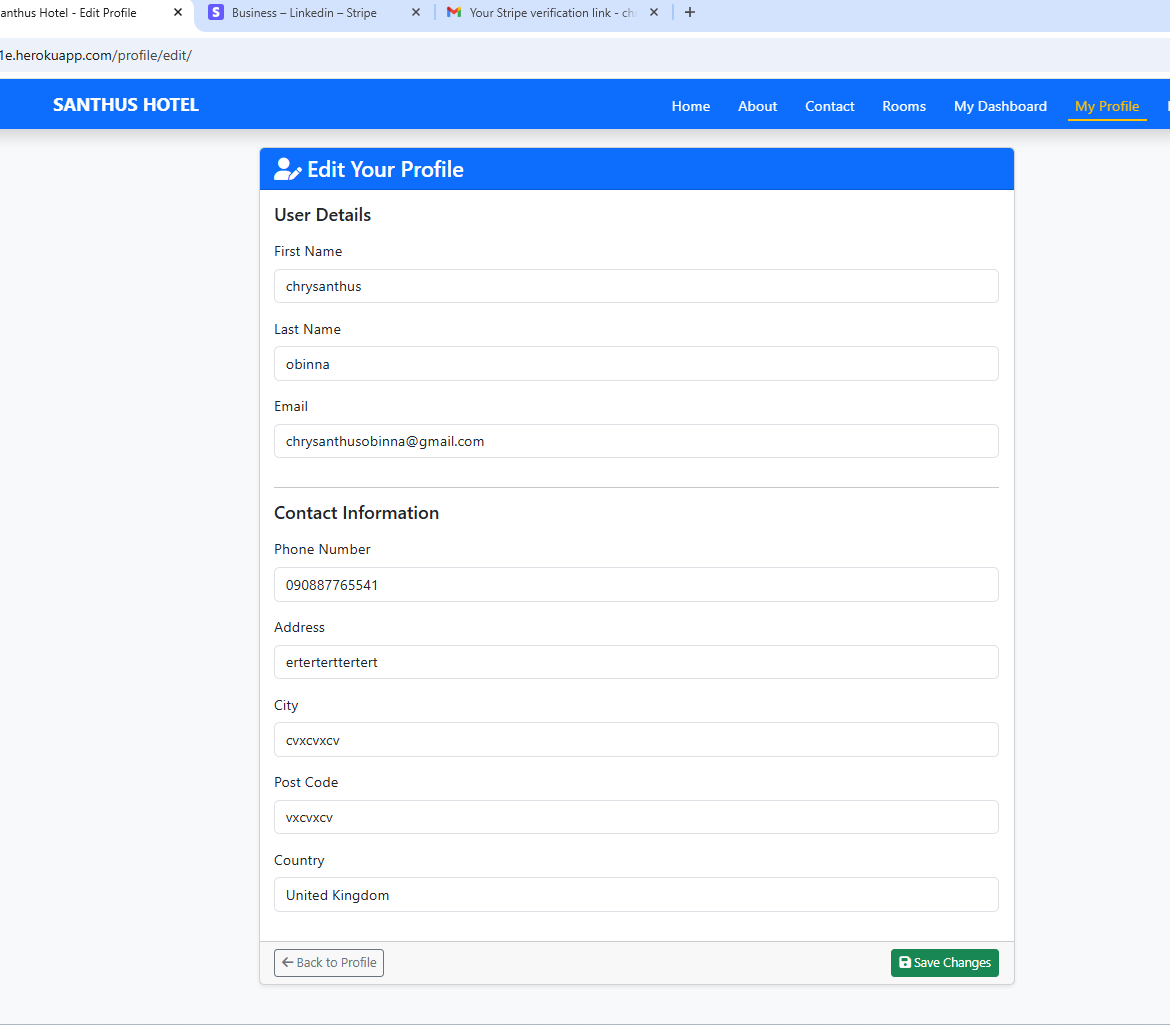 anthus Hotel - Edit Profile
Business – Linkedin – Stripe
Your Stripe verification link - ch
1e.herokuapp.com/profile/edit/
SANTHUS HOTEL
Home
About
Contact
Rooms
My Dashboard
My Profile
Edit Your Profile
User Details
First Name
chrysanthus
Last Name
obinna
Email
chrysanthusobinna@gmail.com
Contact Information
Phone Number
090887765541
Address
erterterttertert
City
cvxcvxcv
Post Code
vxcvxcv
Country
United Kingdom
Back to Profile
Save Changes